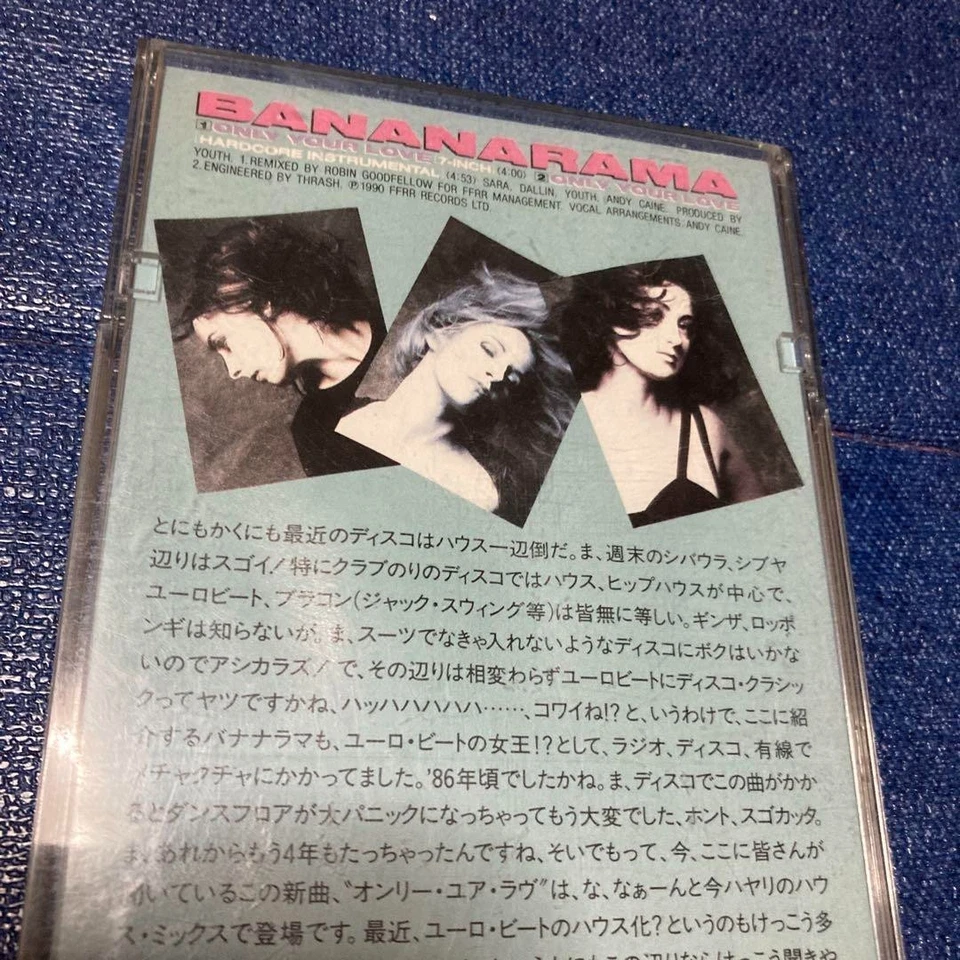 BANANARAMA
1 ONLY YOUR LOVE 7-INCH (4:00) 2 ONLY YOUR LOVE
HARDCORE INSTRUMENTAL (4:53) SARA, DALLIN, YOUTH, ANDY CAINE. PRODUCED BY
YOUTH. 1.REMIXED BY ROBIN GOODFELLOW FOR FFRR MANAGEMENT. VOCAL ARRANGEMENTS: ANDY CAINE.
2.ENGINEERED BY THRASH. ℗1990 FFRR RECORDS LTD.
とにもかくにも最近のディスコはハウス一辺倒だ。ま、週末のシバウラ、シブヤ
辺りはスゴイ!特にクラブのりのディスコではハウス、ヒップハウスが中心で、
ユーロビート、ブラコン(ジャック・スウィング等)は皆無に等しい。ギンザ、ロッポ
ンギは知らないが、ま、スーツでなきゃ入れないようなディスコにボクはいかな
いのでアシカラズ!で、その辺りは相変わらずユーロビートにディスコ・クラシッ
クってヤツですかね、ハッハハハハハ……、コワイね!?と、いうわけで、ここに紹
介するバナナラマも、ユーロ・ビートの女王!?として、ラジオ、ディスコ、有線で
メチャクチャにかかってました。'86年頃でしたかね。ま、ディスコでこの曲がかか
るとダンスフロアが大パニックになっちゃってもう大変でした、ホント、スゴカッタ。
ま、あれからもう4年もたっちゃったんですね、そいでもって、今、ここに皆さんが
聞いているこの新曲、〝オンリー・ユア・ラヴ〟は、な、なぁーんと今ハヤリのハウ
ス・ミックスで登場です。最近、ユーロ・ビートのハウス化?というのもけっこう多